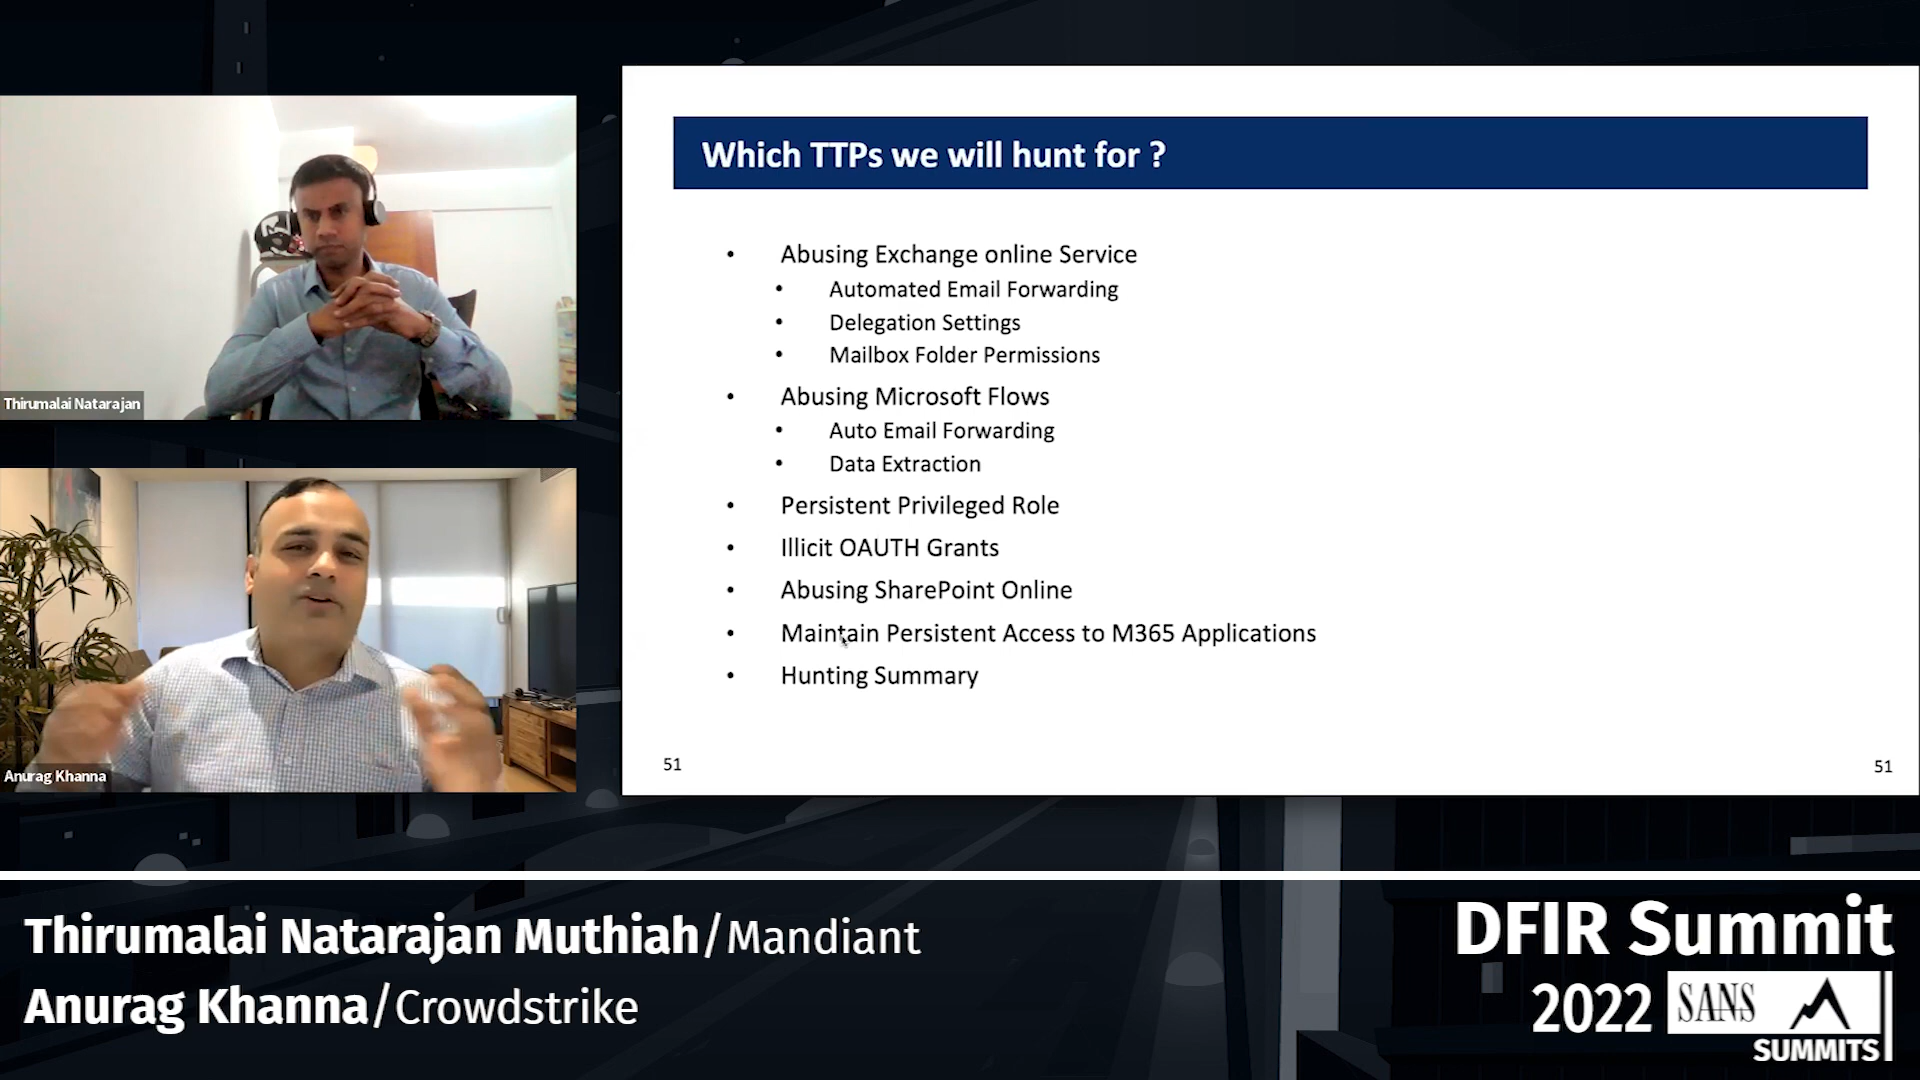 Thirumalai Natarajan
Anurag Khanna
Which TTPs we will hunt for ?
• Abusing Exchange online Service
• Automated Email Forwarding
• Delegation Settings
• Mailbox Folder Permissions
• Abusing Microsoft Flows
• Auto Email Forwarding
• Data Extraction
• Persistent Privileged Role
• Illicit OAUTH Grants
• Abusing SharePoint Online
• Maintain Persistent Access to M365 Applications
• Hunting Summary
51
51
Thirumalai Natarajan Muthiah/Mandiant
Anurag Khanna/Crowdstrike
DFIR Summit
2022 SANS
SUMMITS